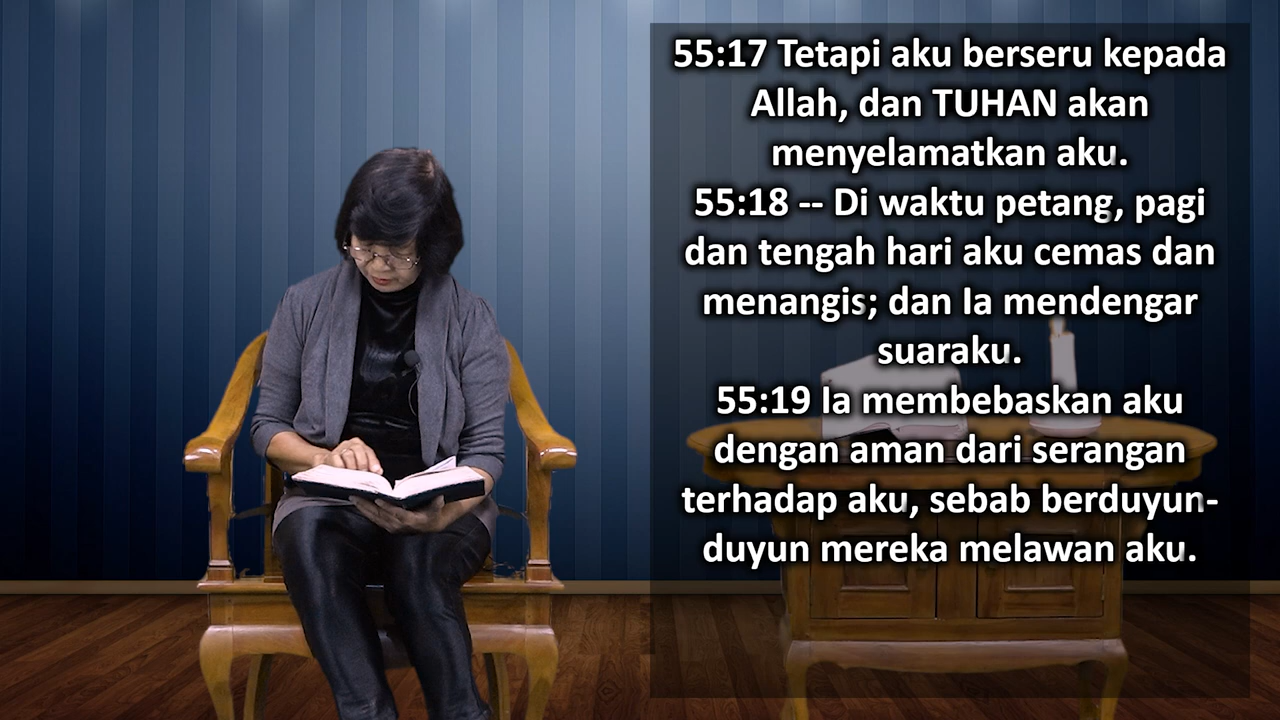 55:17 Tetapi aku berseru kepada
Allah, dan TUHAN akan
menyelamatkan aku.
55:18 -- Di waktu petang, pagi
dan tengah hari aku cemas dan
menangis; dan Ia mendengar
suaraku.
55:19 Ia membebaskan aku
dengan aman dari serangan
terhadap aku, sebab berduyun-
duyun mereka melawan aku.